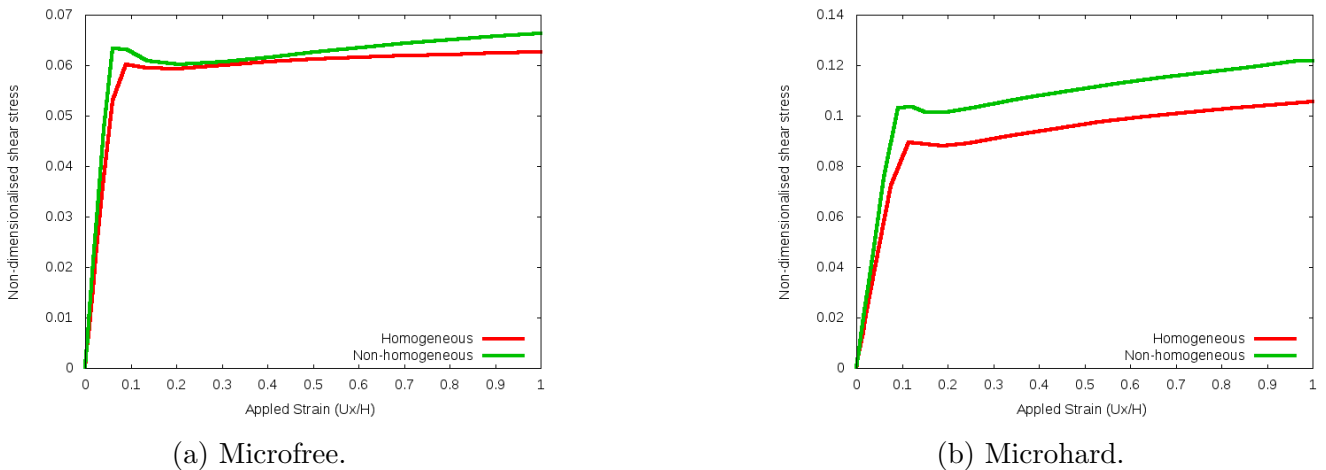 0.07
0.06
0.05
0.04
0.03
0.02
0.01
0
Non-dimensionalised shear stress
Homogeneous
Non-homogeneous
0 0.1 0.2 0.3 0.4 0.5 0.6 0.7 0.8 0.9 1
Appled Strain (Ux/H)
(a) Microfree.
0.14
0.12
0.1
0.08
0.06
0.04
0.02
0
Non-dimensionalised shear stress
Homogeneous
Non-homogeneous
0 0.1 0.2 0.3 0.4 0.5 0.6 0.7 0.8 0.9 1
Appled Strain (Ux/H)
(b) Microhard.